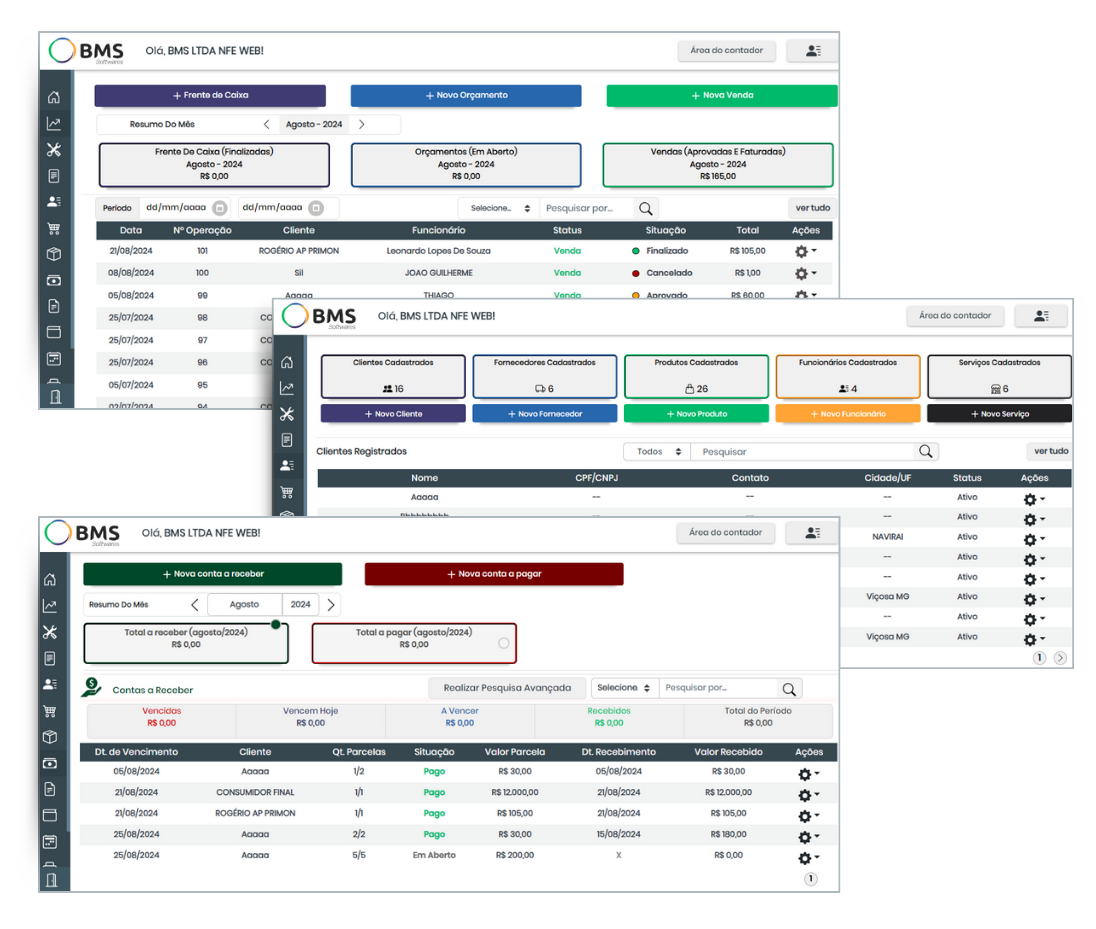 BMS
Softwares
Olá, BMS LTDA NFE WEB!
Área do contador
+ Frente de Caixa
+ Novo Orçamento
+ Nova Venda
Resumo Do Mês
Agosto - 2024
Frente De Caixa (Finalizadas)
Agosto - 2024
R$ 0,00
Orçamentos (Em Aberto)
Agosto - 2024
R$ 0,00
Vendas (Aprovadas E Faturadas)
Agosto - 2024
R$ 165,00
Período dd/mm/aaaa dd/mm/aaaa Selecione... Pesquisar por... ver tudo
Data Nº Operação Cliente Funcionário Status Situação Total Ações
21/08/2024 101 ROGÉRIO AP PRIMON Leonardo Lopes De Souza Venda Finalizado R$ 105,00
08/08/2024 100 Sil JOAO GUILHERME Venda Cancelado R$ 1,00
05/08/2024 99 Aaaaa THIAGO Venda Aprovado R$ 60,00
25/07/2024 98 CO
25/07/2024 97 CO
25/07/2024 96 CO
05/07/2024 95
02/07/2024 94 CO
BMS
Softwares
Olá, BMS LTDA NFE WEB!
Área do contador
Clientes Cadastrados
16
Fornecedores Cadastrados
6
Produtos Cadastrados
26
Funcionários Cadastrados
4
Serviços Cadastrados
6
+ Novo Cliente
+ Novo Fornecedor
+ Novo Produto
+ Novo Funcionário
+ Novo Serviço
Clientes Registrados Todos Pesquisar ver tudo
Nome CPF/CNPJ Contato Cidade/UF Status Ações
Aaaaa -- -- -- Ativo
-- Ativo
NAVIRAI Ativo
-- Ativo
-- Ativo
Viçosa MG Ativo
-- Ativo
Viçosa MG Ativo
1
BMS
Softwares
Olá, BMS LTDA NFE WEB!
Área do contador
+ Nova conta a receber
+ Nova conta a pagar
Resumo Do Mês
Agosto
2024
Total a receber (agosto/2024)
R$ 0,00
Total a pagar (agosto/2024)
R$ 0,00
Contas a Receber
Realizar Pesquisa Avançada
Selecione
Pesquisar por...
Vencidas
R$ 0,00
Vencem Hoje
R$ 0,00
A Vencer
R$ 0,00
Recebidos
R$ 0,00
Total do Período
R$ 0,00
Dt. de Vencimento Cliente Qt. Parcelas Situação Valor Parcela Dt. Recebimento Valor Recebido Ações
05/08/2024 Aaaaa 1/2 Pago R$ 30,00 05/08/2024 R$ 30,00
21/08/2024 CONSUMIDOR FINAL 1/1 Pago R$ 12.000,00 21/08/2024 R$ 12.000,00
21/08/2024 ROGÉRIO AP PRIMON 1/1 Pago R$ 105,00 21/08/2024 R$ 105,00
25/08/2024 Aaaaa 2/2 Pago R$ 30,00 15/08/2024 R$ 180,00
25/08/2024 Aaaaa 5/5 Em Aberto R$ 200,00 X R$ 0,00
1